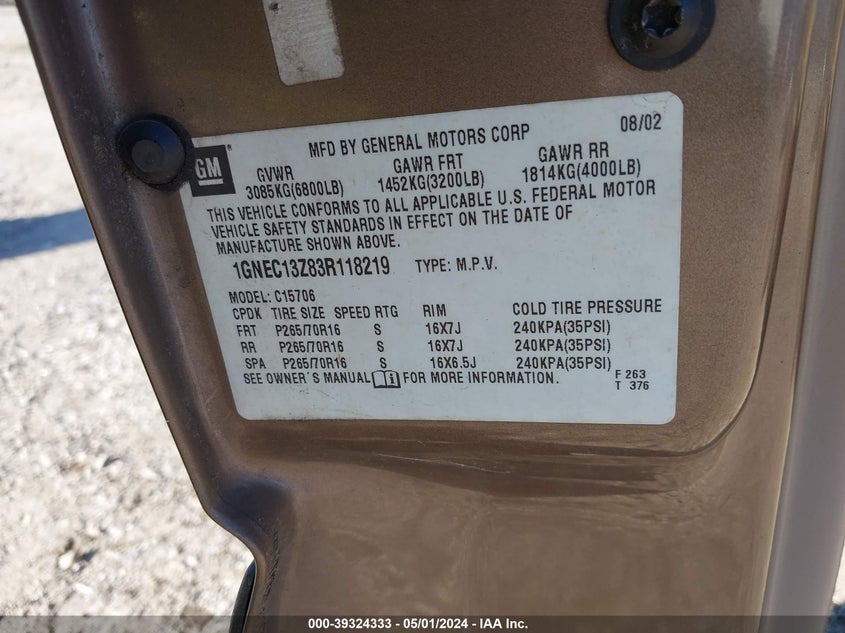 MFD BY GENERAL MOTORS CORP 08/02
GM
GVWR GAWR FRT GAWR RR
3085KG(6800LB) 1452KG(3200LB) 1814KG(4000LB)
THIS VEHICLE CONFORMS TO ALL APPLICABLE U.S. FEDERAL MOTOR
VEHICLE SAFETY STANDARDS IN EFFECT ON THE DATE OF
MANUFACTURE SHOWN ABOVE.
1GNEC13Z83R118219 TYPE: M.P.V.
MODEL: C15706
CPDK TIRE SIZE SPEED RTG RIM COLD TIRE PRESSURE
FRT P265/70R16 S 16X7J 240KPA(35PSI)
RR P265/70R16 S 16X7J 240KPA(35PSI)
SPA P265/70R16 S 16X6.5J 240KPA(35PSI)
SEE OWNER'S MANUAL i FOR MORE INFORMATION.
F 263
T 376
000-39324333 - 05/01/2024 - IAA Inc.